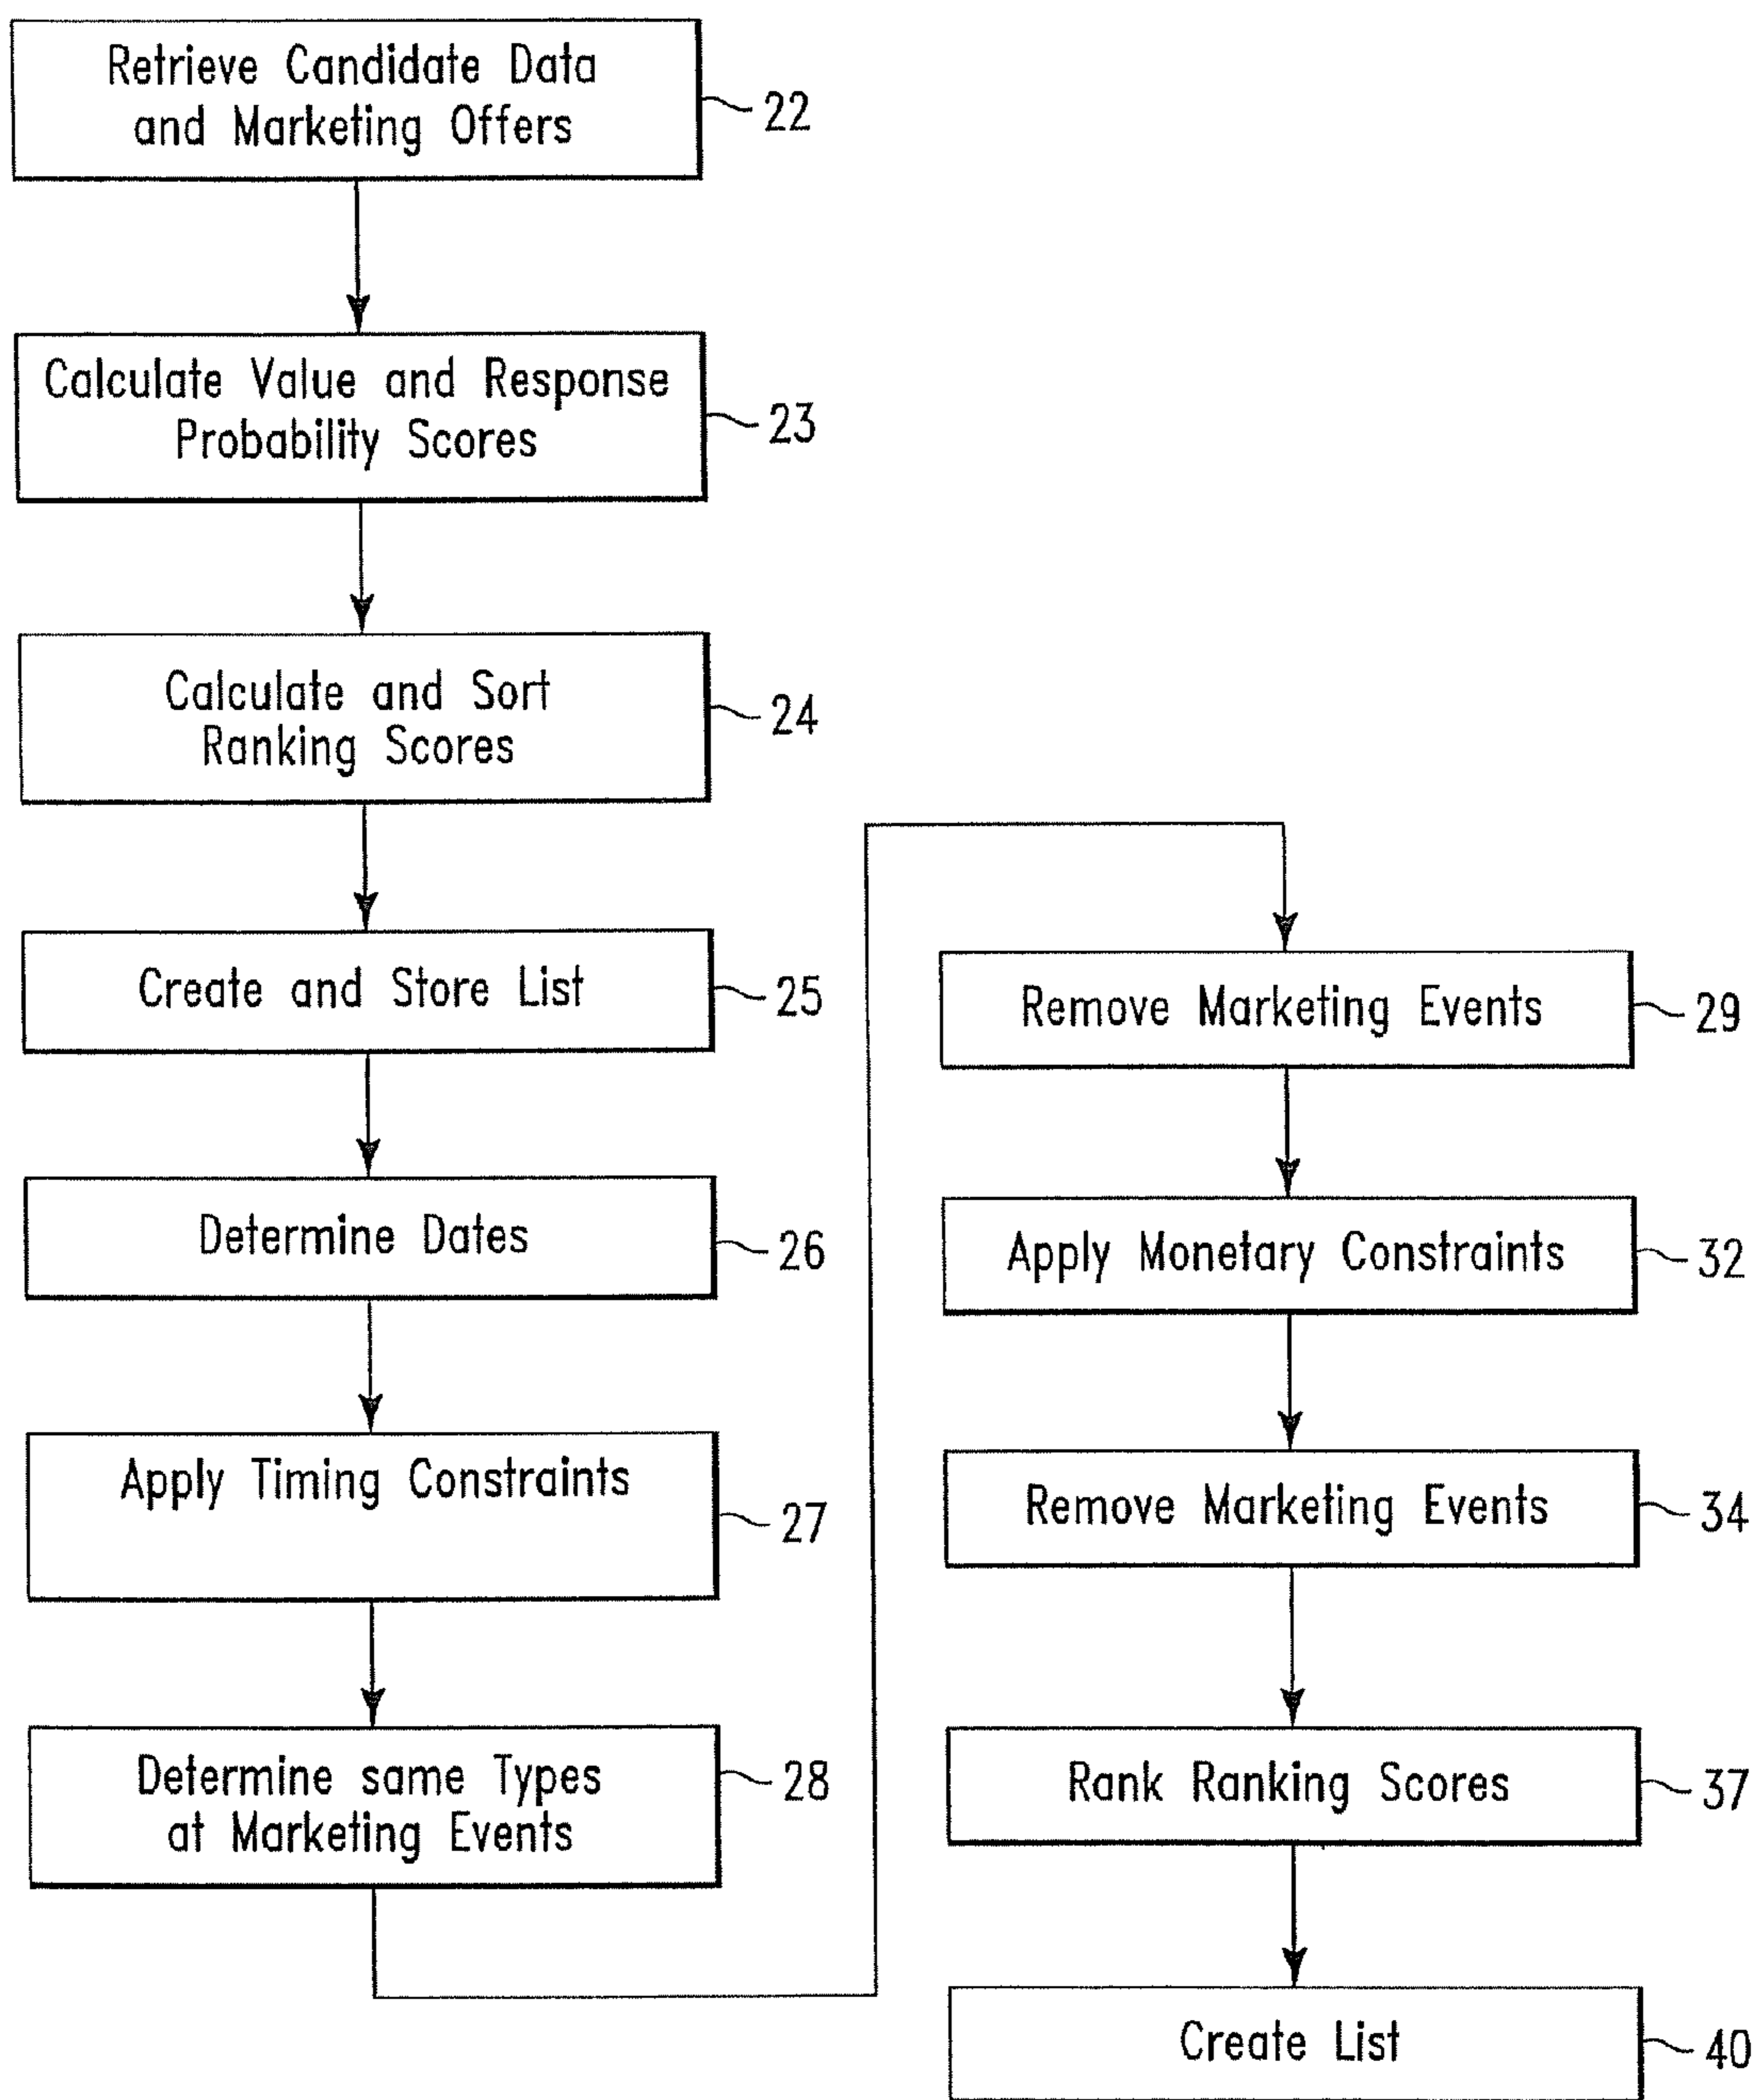 Retrieve Candidate Data
and Marketing Offers
22
Calculate Value and Response
Probability Scores
23
Calculate and Sort
Ranking Scores
24
Create and Store List
25
Determine Dates
26
Apply Timing Constraints
27
Determine same Types
at Marketing Events
28
Remove Marketing Events
29
Apply Monetary Constraints
32
Remove Marketing Events
34
Rank Ranking Scores
37
Create List
40